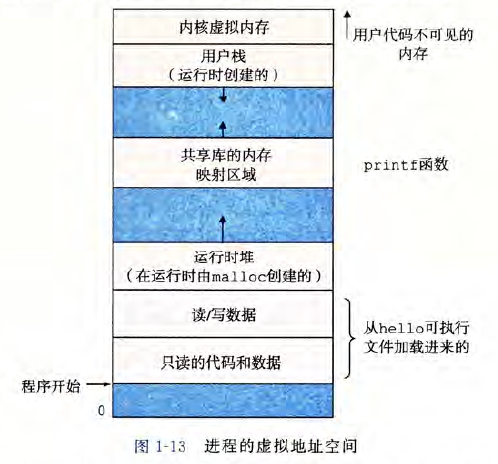 内核虚拟内存
用户代码不可见的
内存
用户栈
（运行时创建的）
共享库的内存
映射区域
printf函数
运行时堆
（在运行时由malloc创建的）
读/写数据
从hello可执行
文件加载进来的
只读的代码和数据
程序开始
0
图 1-13 进程的虚拟地址空间